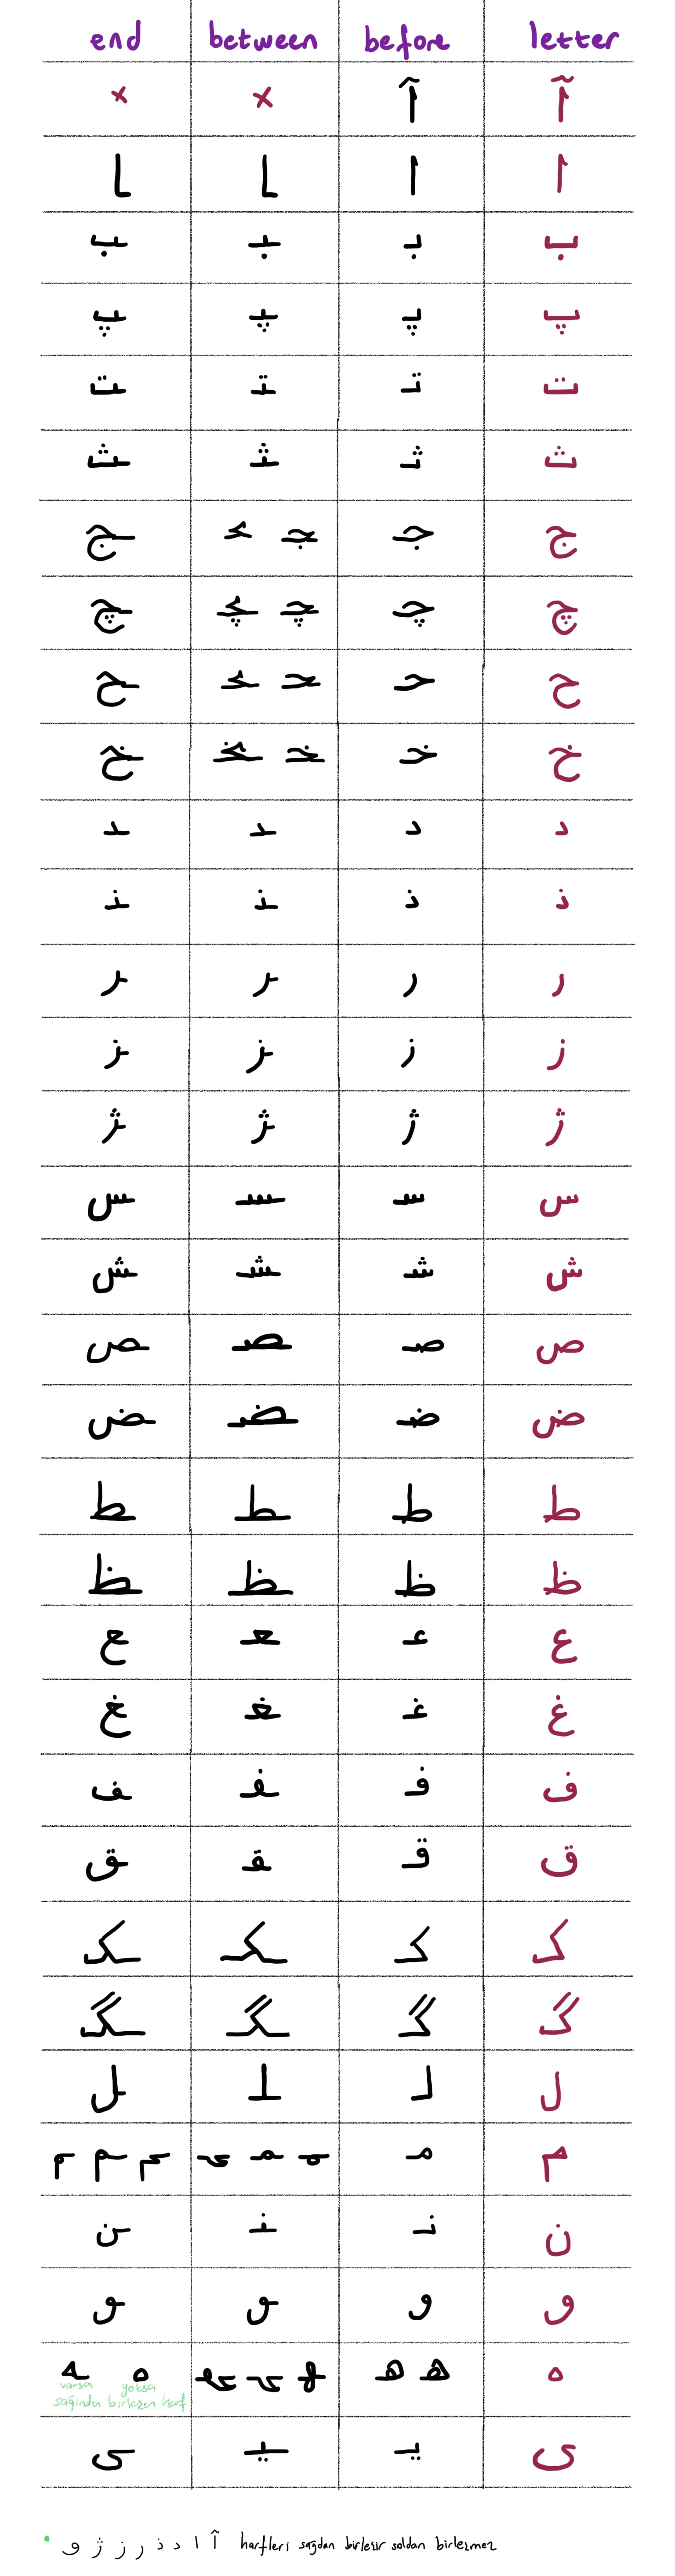 end between before letter
× × آ آ
ـا ـا ا ا
ـب ـبـ بـ ب
ـپ ـپـ پـ پ
ـت ـتـ تـ ت
ـث ـثـ ثـ ث
ـج ـجـ ـجـ جـ ج
ـچ ـچـ ـچـ چـ چ
ـح ـحـ ـحـ حـ ح
ـخ ـخـ ـخـ خـ خ
ـد ـد د د
ـذ ـذ ذ ذ
ـر ـر ر ر
ـز ـز ز ز
ـژ ـژ ژ ژ
ـس ـسـ سـ س
ـش ـشـ شـ ش
ـص ـصـ صـ ص
ـض ـضـ ضـ ض
ـط ـطـ طـ ط
ـظ ـظـ ظـ ظ
ـع ـعـ عـ ع
ـغ ـغـ غـ غ
ـف ـفـ فـ ف
ـق ـقـ قـ ق
ـک ـکـ کـ ک
ـگ ـگـ گـ گ
ـل ـلـ لـ ل
ـم ـم ـم ـمـ ـمـ ـمـ مـ م
ـن ـنـ نـ ن
ـو ـو و و
ـه ه ـهـ ـهـ ـهـ هـ هـ ه
varsa yoksa
sağında birleşen harf
ـی ـیـ یـ ی
• آ ا د ذ ر ز ژ و harfleri sağdan birleşir soldan birleşmez